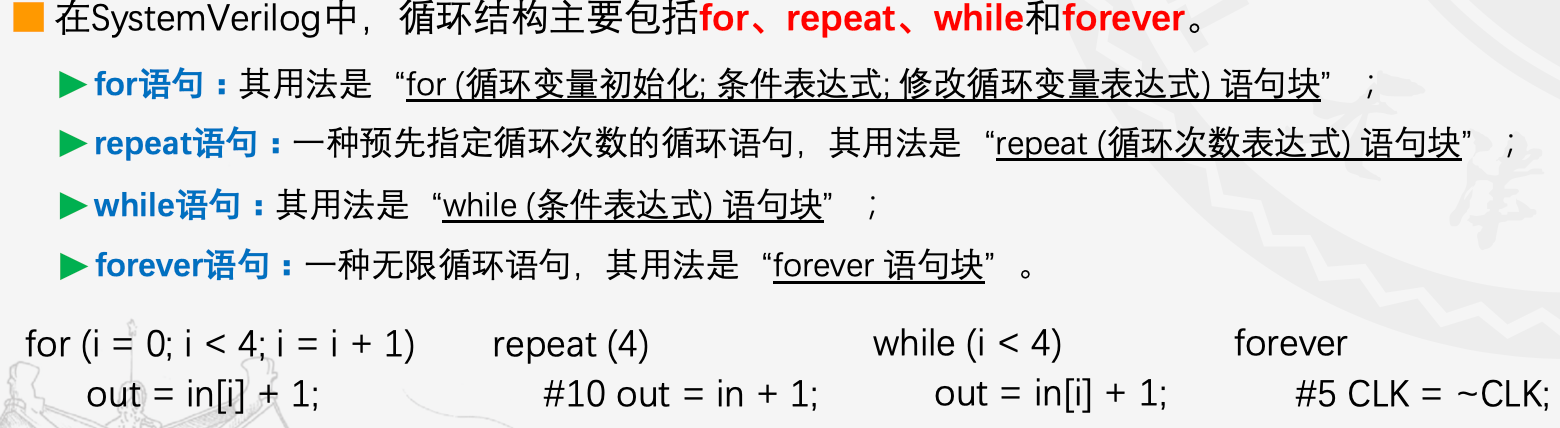 在SystemVerilog中，循环结构主要包括for、repeat、while和forever。
for语句：其用法是“for (循环变量初始化; 条件表达式; 修改循环变量表达式) 语句块”；
repeat语句：一种预先指定循环次数的循环语句，其用法是“repeat (循环次数表达式) 语句块”；
while语句：其用法是“while (条件表达式) 语句块”；
forever语句：一种无限循环语句，其用法是“forever 语句块”。
for (i = 0; i < 4; i = i + 1)
out = in[i] + 1;
repeat (4)
#10 out = in + 1;
while (i < 4)
out = in[i] + 1;
forever
#5 CLK = ~CLK;